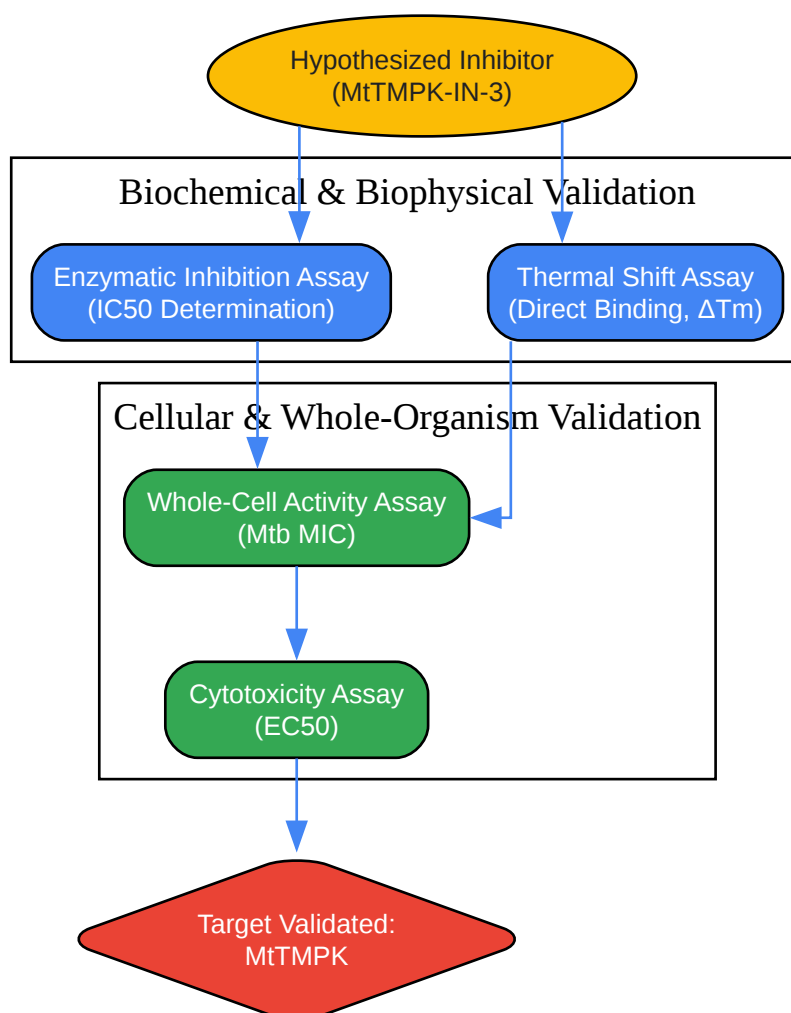 Hypothesized Inhibitor
(MtTMPK-IN-3)
Biochemical & Biophysical Validation
Enzymatic Inhibition Assay
(IC50 Determination)
Thermal Shift Assay
(Direct Binding, ΔTm)
Cellular & Whole-Organism Validation
Whole-Cell Activity Assay
(Mtb MIC)
Cytotoxicity Assay
(EC50)
Target Validated:
MtTMPK